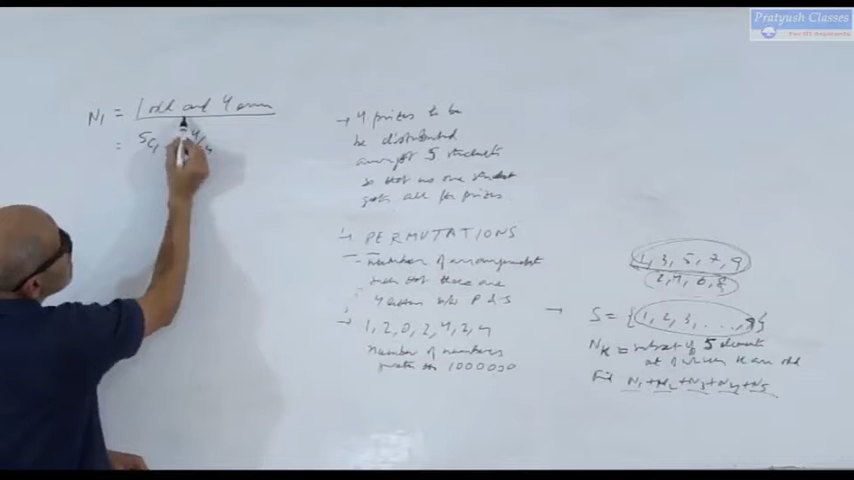 Pratyush Classes
For IIT Aspirants
N1 = 1 odd and 4 even
= 5C1
→ 4 prizes to be
be distributed
amongst 5 students
so that no one student
gets all the prizes
↳ PERMUTATIONS
- number of arrangements
such that there are
4 letters b/w P & S
→ 1, 2, 0, 2, 4, 2, 4
number of numbers
greater than 1000000
1, 3, 5, 7, 9
2, 4, 6, 8
→ S = {1, 2, 3, ..., 9}
NK = subset of 5 elements
out of which K are odd
Find N1+N2+N3+N4+N5